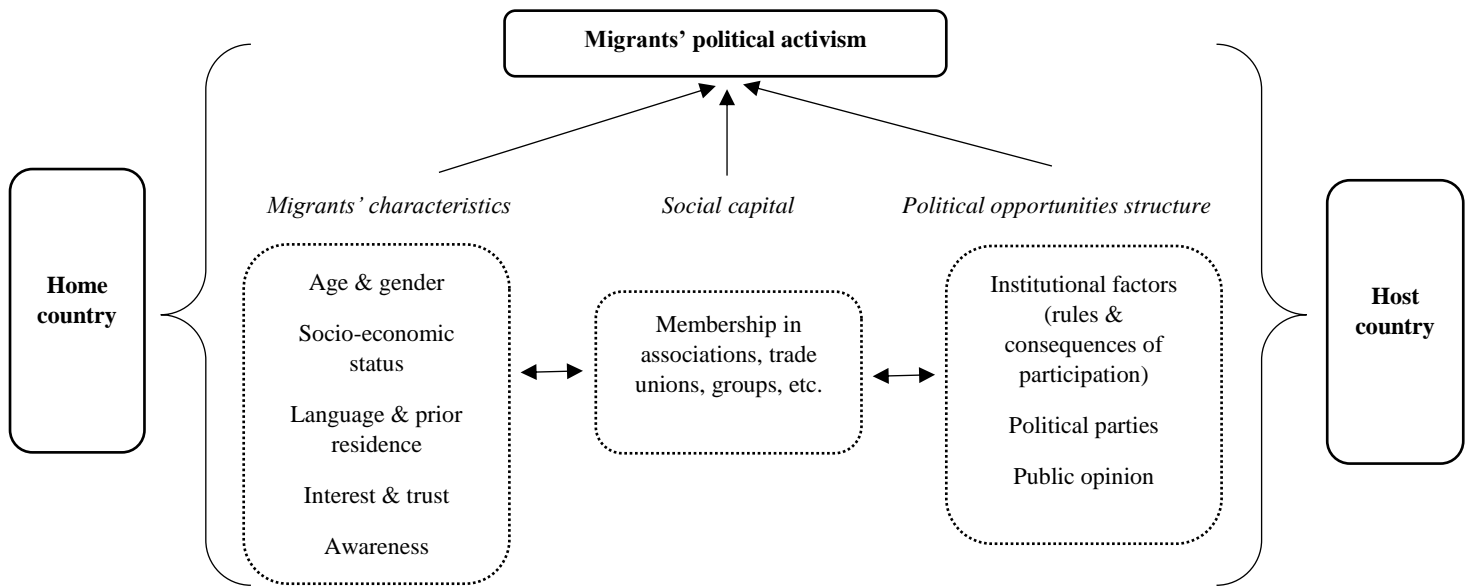 Migrants’ political activism
Migrants’ characteristics
Social capital
Political opportunities structure
Home
country
Age & gender
Socio-economic
status
Language & prior
residence
Interest & trust
Awareness
Membership in
associations, trade
unions, groups, etc.
Institutional factors
(rules &
consequences of
participation)
Political parties
Public opinion
Host
country